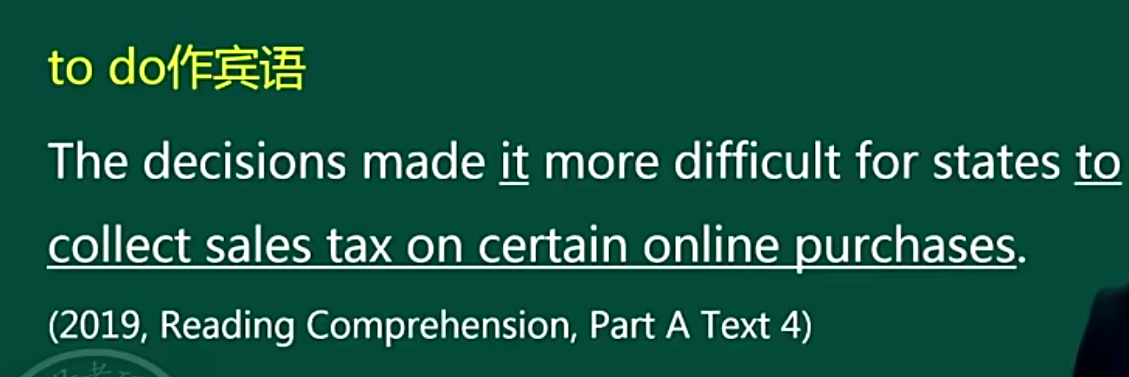 to do作宾语
The decisions made it more difficult for states to
collect sales tax on certain online purchases.
(2019, Reading Comprehension, Part A Text 4)